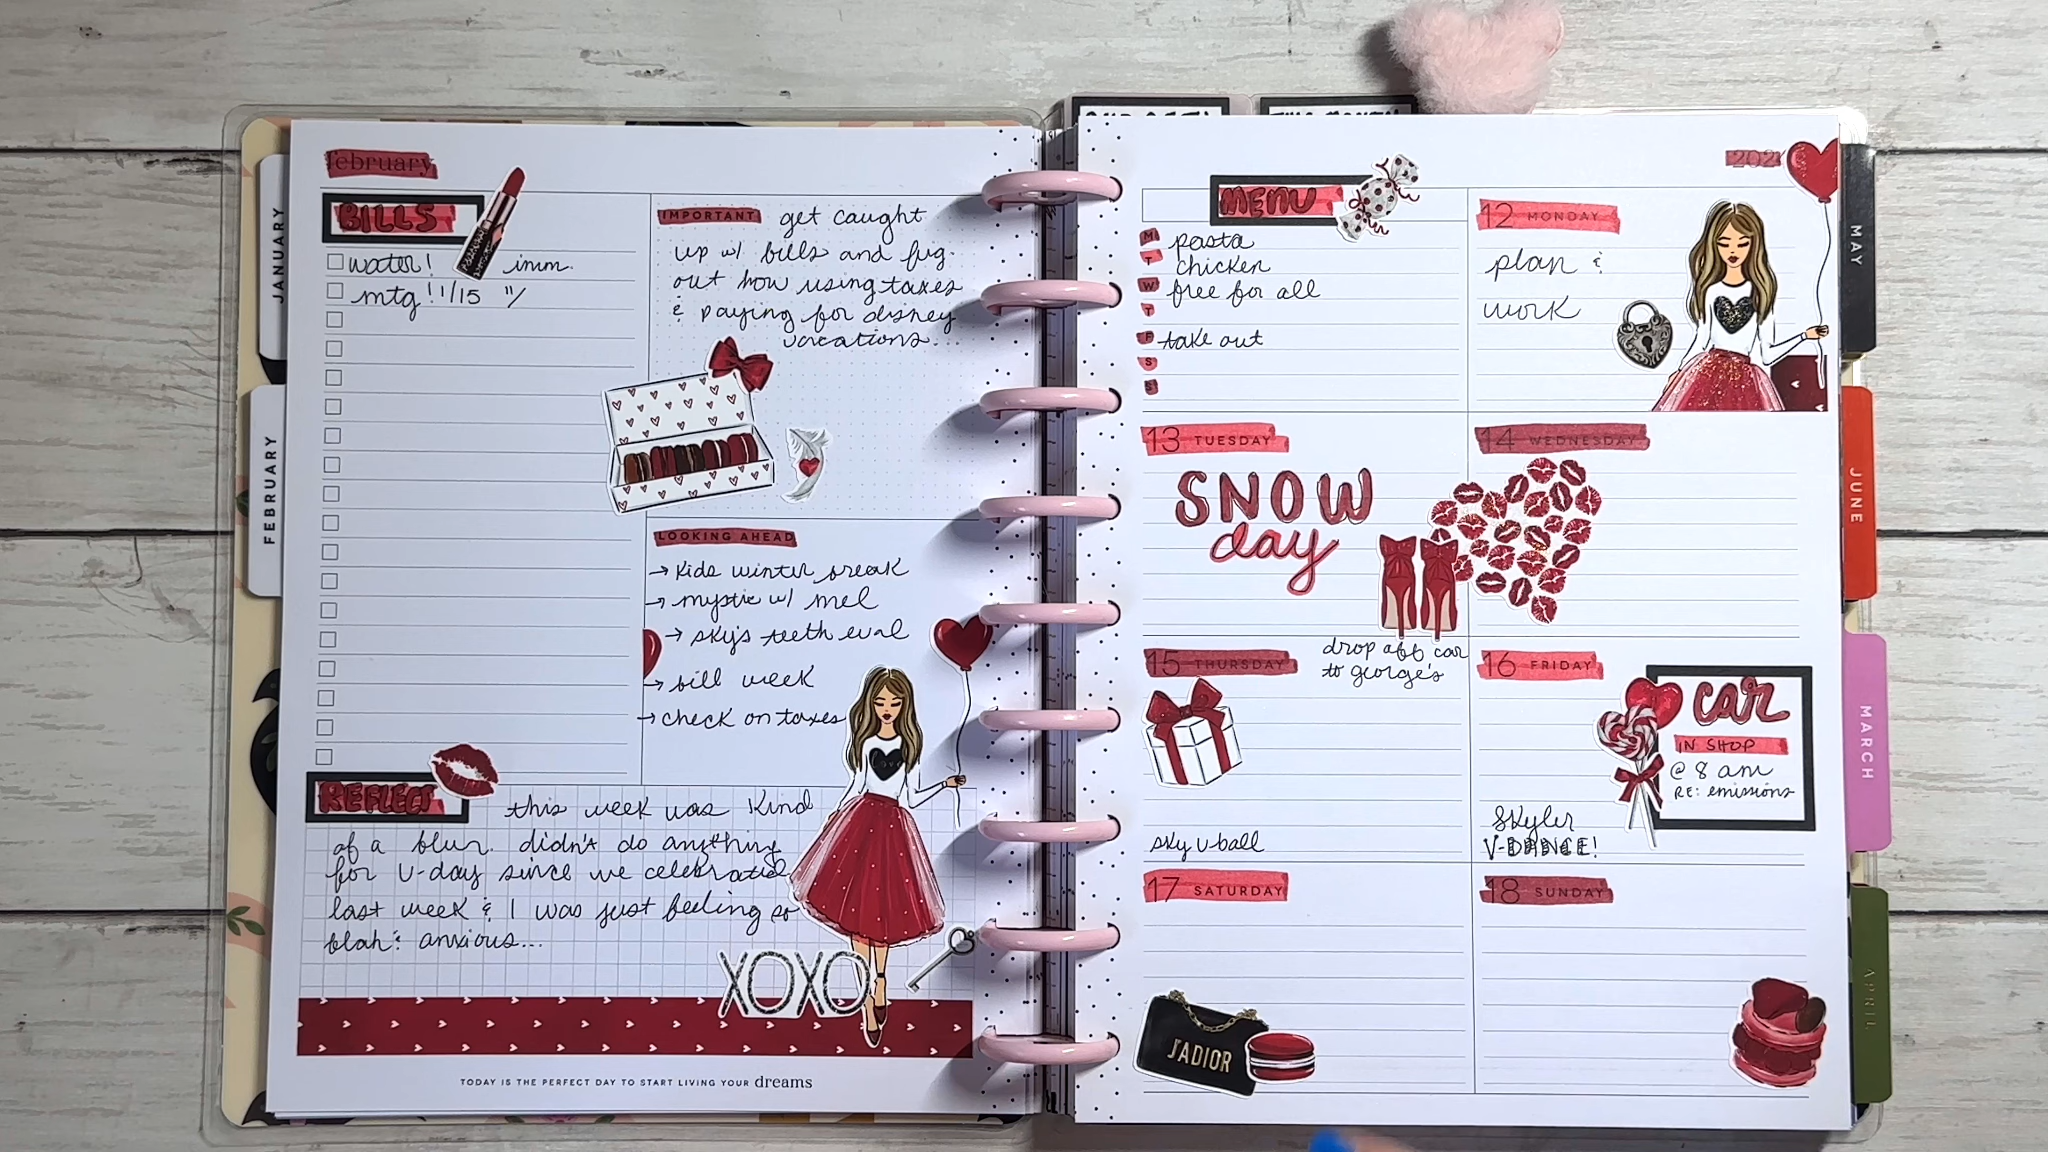 february
BILLS
water! imm.
mtg! 1/15 "/
IMPORTANT get caught
up w/ bills and fig.
out how using taxes
& paying for disney
vacations...
LOOKING AHEAD
→ kids winter break
→ mystic w/ mel
→ sky's teeth eval
→ bill week
→ check on taxes
REFLECT this week was kind
of a blur. didn't do anything
for v-day since we celebrated
last week & I was just feeling so
blah & anxious...
Love
XOXO
TODAY IS THE PERFECT DAY TO START LIVING YOUR dreams
JANUARY
FEBRUARY
THIS MONTH
MENU
M pasta
T chicken
W free for all
T
F take out
S
S
12 MONDAY
plan &
work
13 TUESDAY
SNOW
day
14 WEDNESDAY
15 THURSDAY
drop off car
to george's
sky v-ball
16 FRIDAY
car
IN SHOP
@ 8 am
RE: emissions
Skyler
V-DANCE!
17 SATURDAY
J'ADIOR
18 SUNDAY
MAY
JUNE
MARCH
APRIL